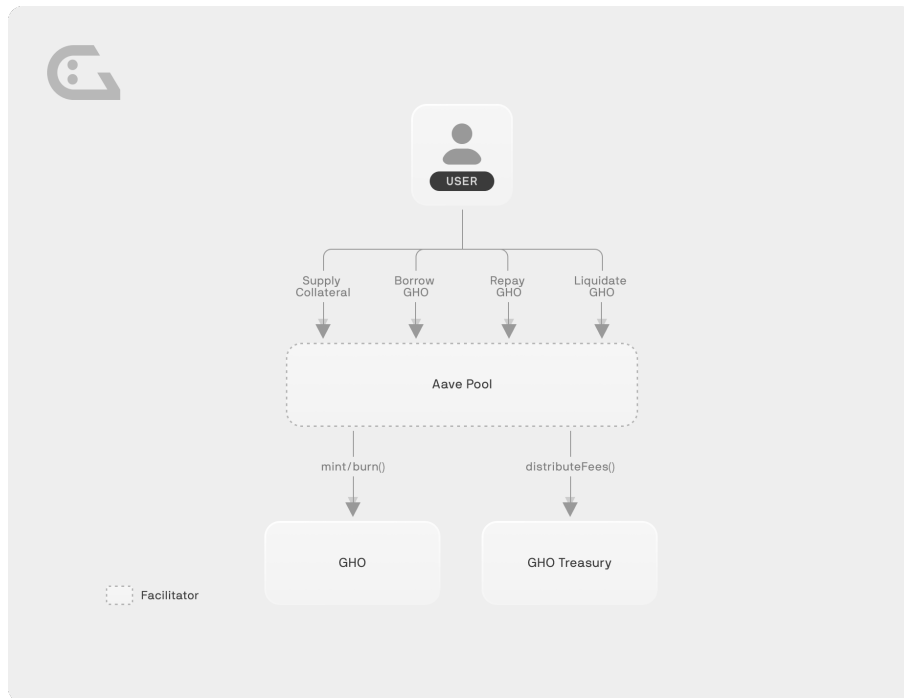 USER
Supply
Collateral
Borrow
GHO
Repay
GHO
Liquidate
GHO
Aave Pool
mint/burn()
distributeFees()
GHO
GHO Treasury
Facilitator